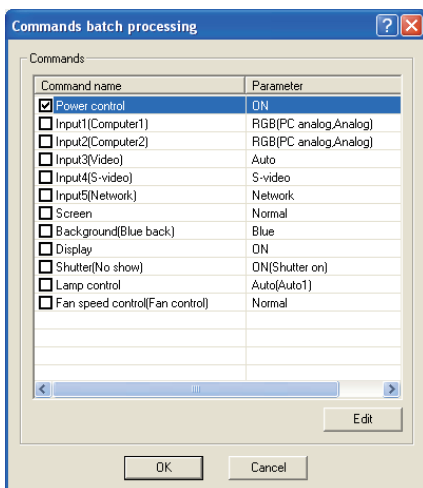 Commands batch processing
Commands
Command name Parameter
Power control ON
Input1(Computer1) RGB(PC analog,Analog)
Input2(Computer2) RGB(PC analog,Analog)
Input3(Video) Auto
Input4(S-video) S-video
Input5(Network) Network
Screen Normal
Background(Blue back) Blue
Display ON
Shutter(No show) ON(Shutter on)
Lamp control Auto(Auto1)
Fan speed control(Fan control) Normal
Edit
OK Cancel